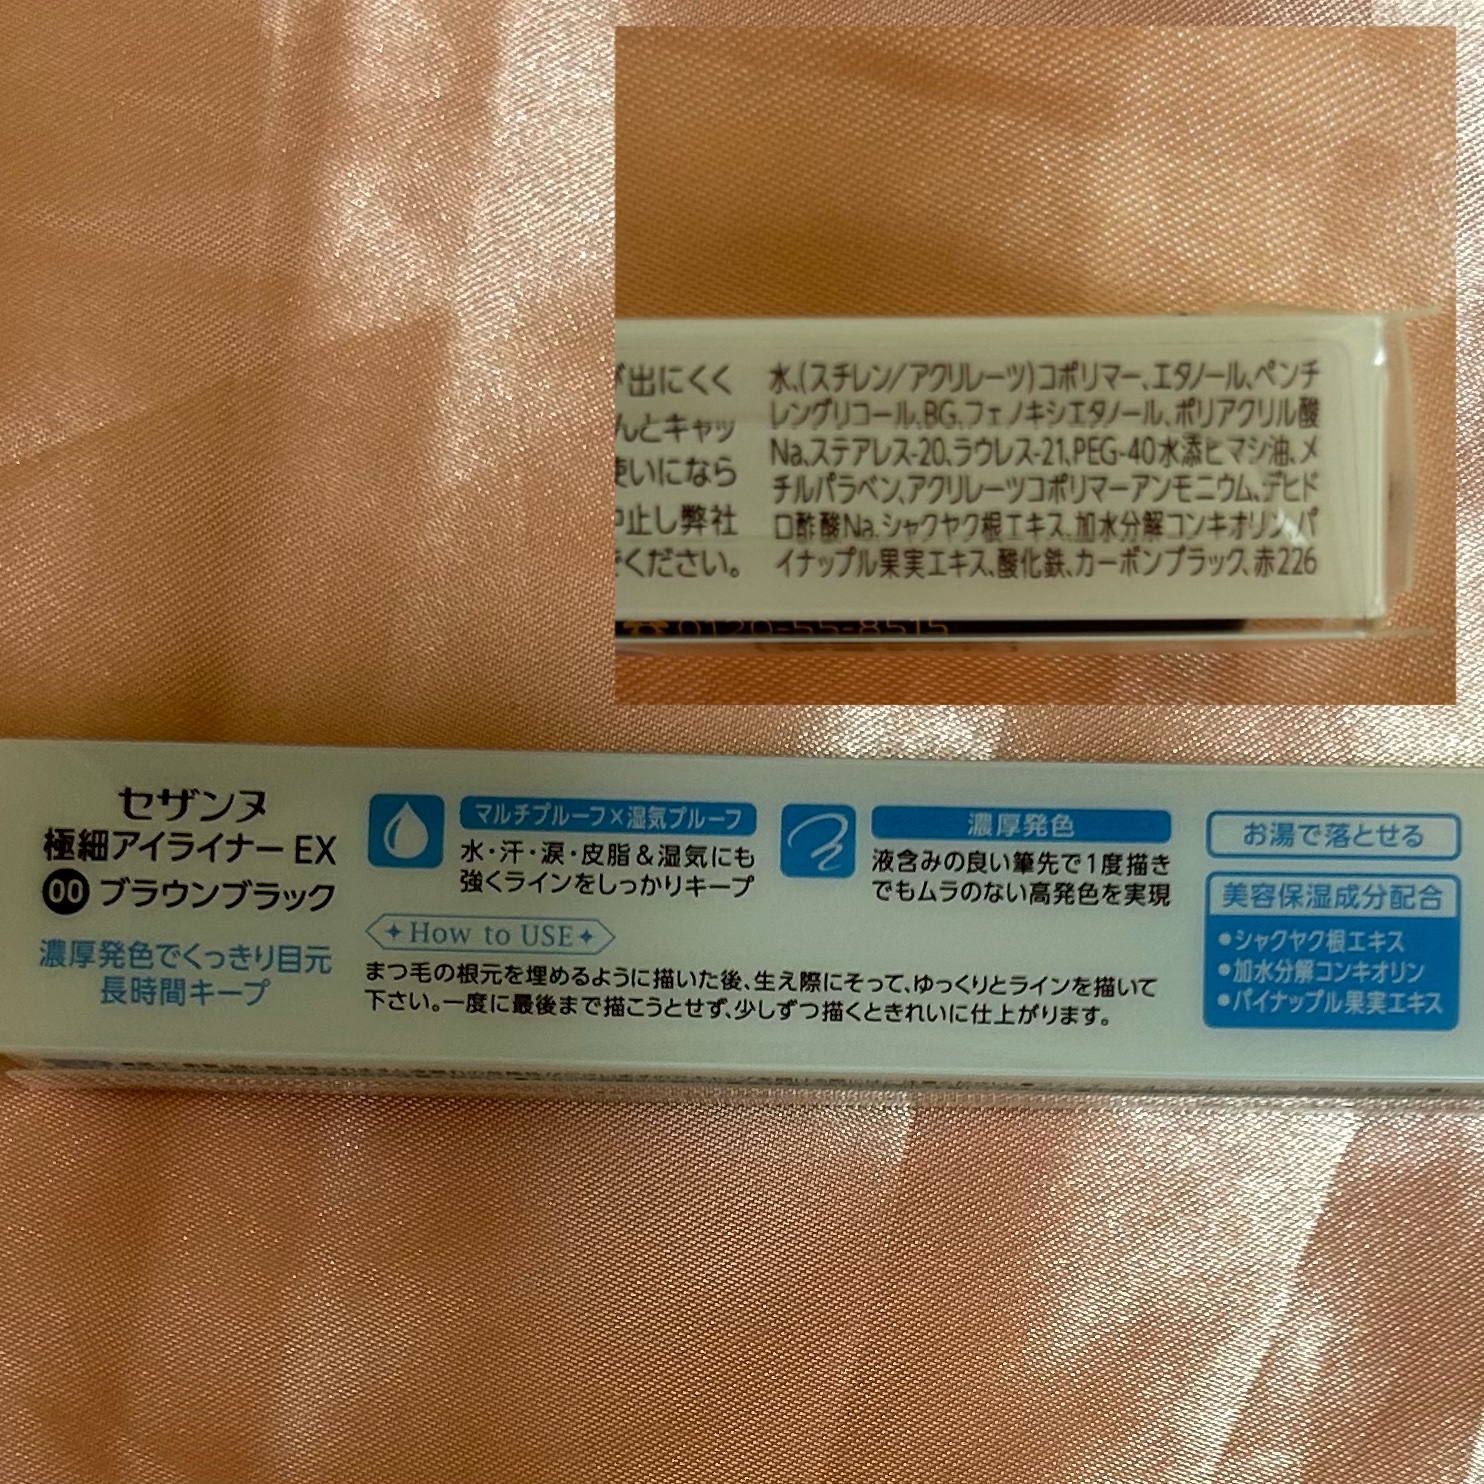 出にくく
んとキャッ
使いになら
中止し弊社
ください。
水、(スチレン/アクリレーツ)コポリマー、エタノール、ペンチ
レングリコール、BG、フェノキシエタノール、ポリアクリル酸
Na、ステアレス-20、ラウレス-21、PEG-40水添ヒマシ油、メ
チルパラベン、アクリレーツコポリマーアンモニウム、デヒド
ロ酢酸Na、シャクヤク根エキス、加水分解コンキオリン、パ
イナップル果実エキス、酸化鉄、カーボンブラック、赤226
0120-55-8515
セザンヌ
極細アイライナー EX
00 ブラウンブラック
濃厚発色でくっきり目元
長時間キープ
マルチプルーフ×湿気プルーフ
水・汗・涙・皮脂&湿気にも
強くラインをしっかりキープ
濃厚発色
液含みの良い筆先で1度描き
でもムラのない高発色を実現
How to USE
まつ毛の根元を埋めるように描いた後、生え際にそって、ゆっくりとラインを描いて
下さい。一度に最後まで描こうとせず、少しずつ描くときれいに仕上がります。
お湯で落とせる
美容保湿成分配合
●シャクヤク根エキス
●加水分解コンキオリン
●パイナップル果実エキス